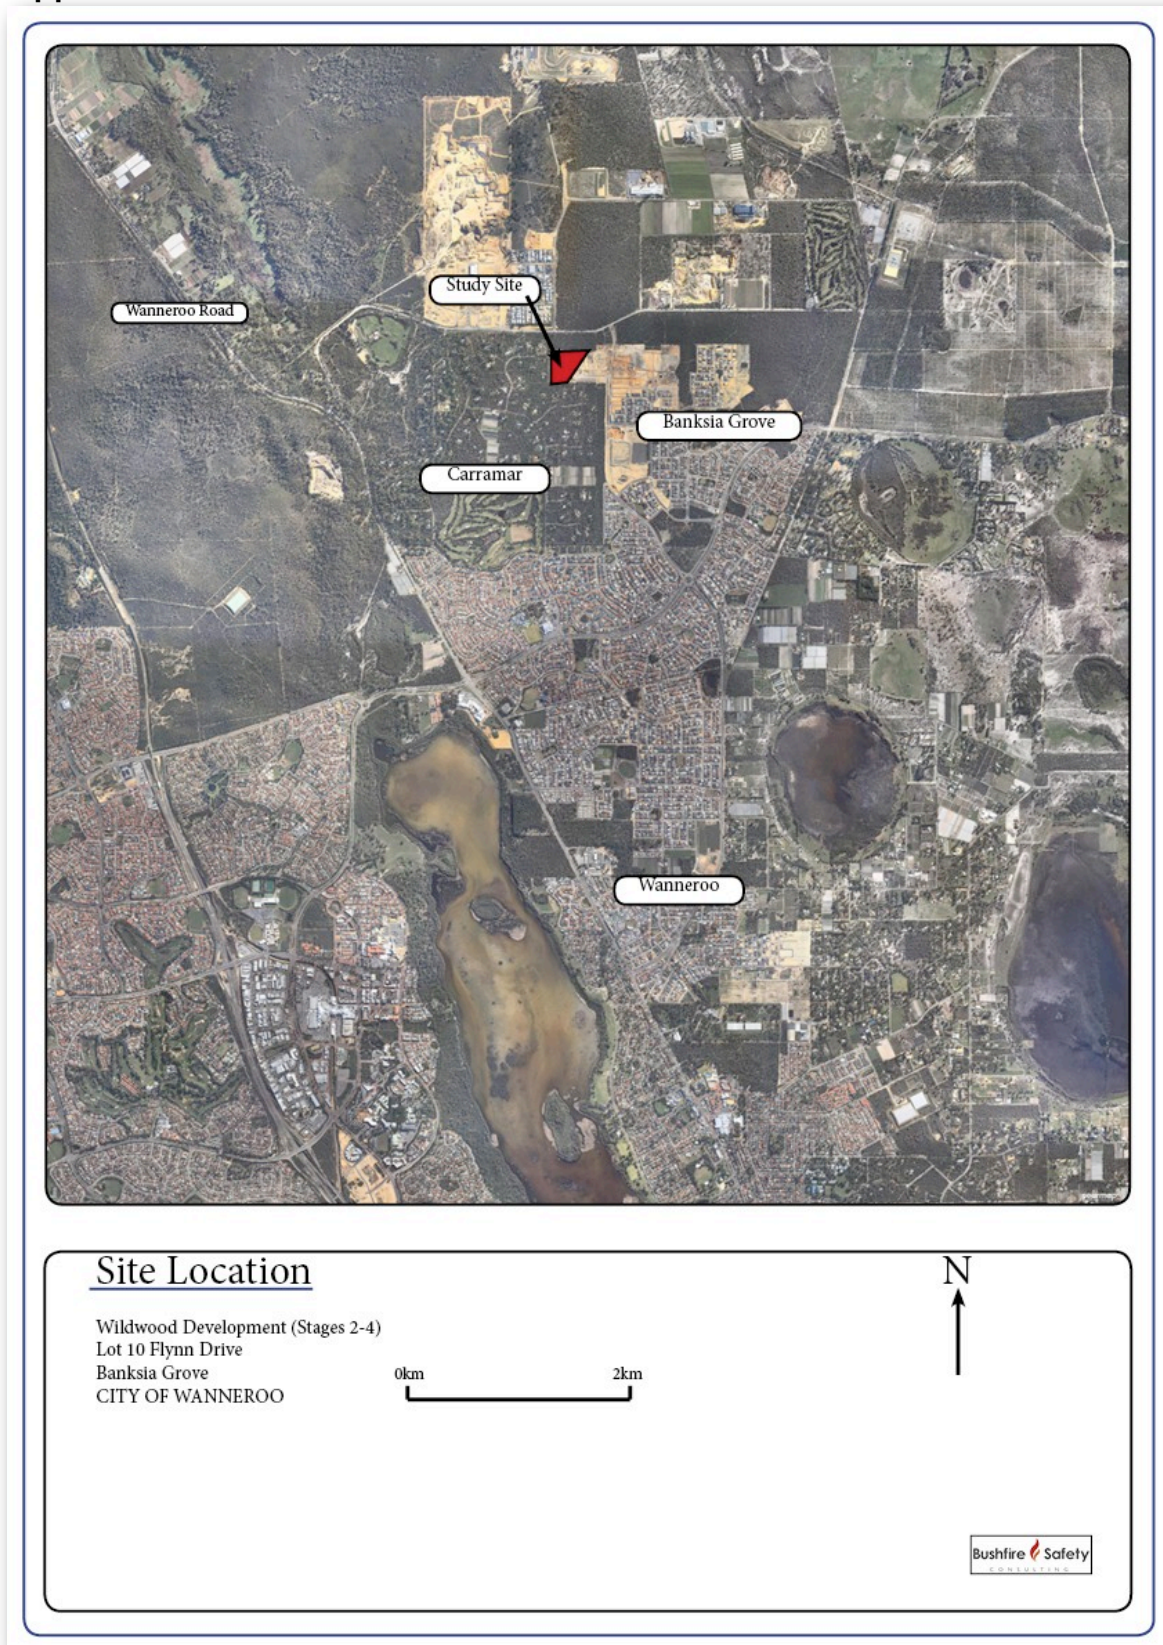 Study Site
Wanneroo Road
Banksia Grove
Carramar
Wanneroo
Site Location
N
Wildwood Development (Stages 2-4)
Lot 10 Flynn Drive
Banksia Grove
CITY OF WANNEROO
0km 2km
Bushfire Safety
CONSULTING